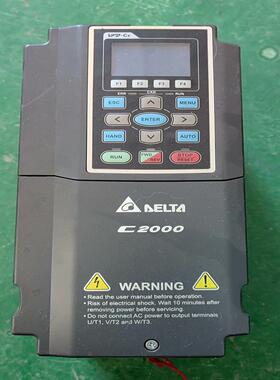 F1 F2 F3 F4
ERR CAN RUN
ESC MENU
ENTER
HAND AUTO
RUN FWD REV STOP RESET
DELTA
C2000
WARNING
Read the user manual before operation.
Risk of electrical shock. Wait 10 minutes after
removing power before servicing.
Do not connect AC power to output terminals
U/T1, V/T2 and W/T3.